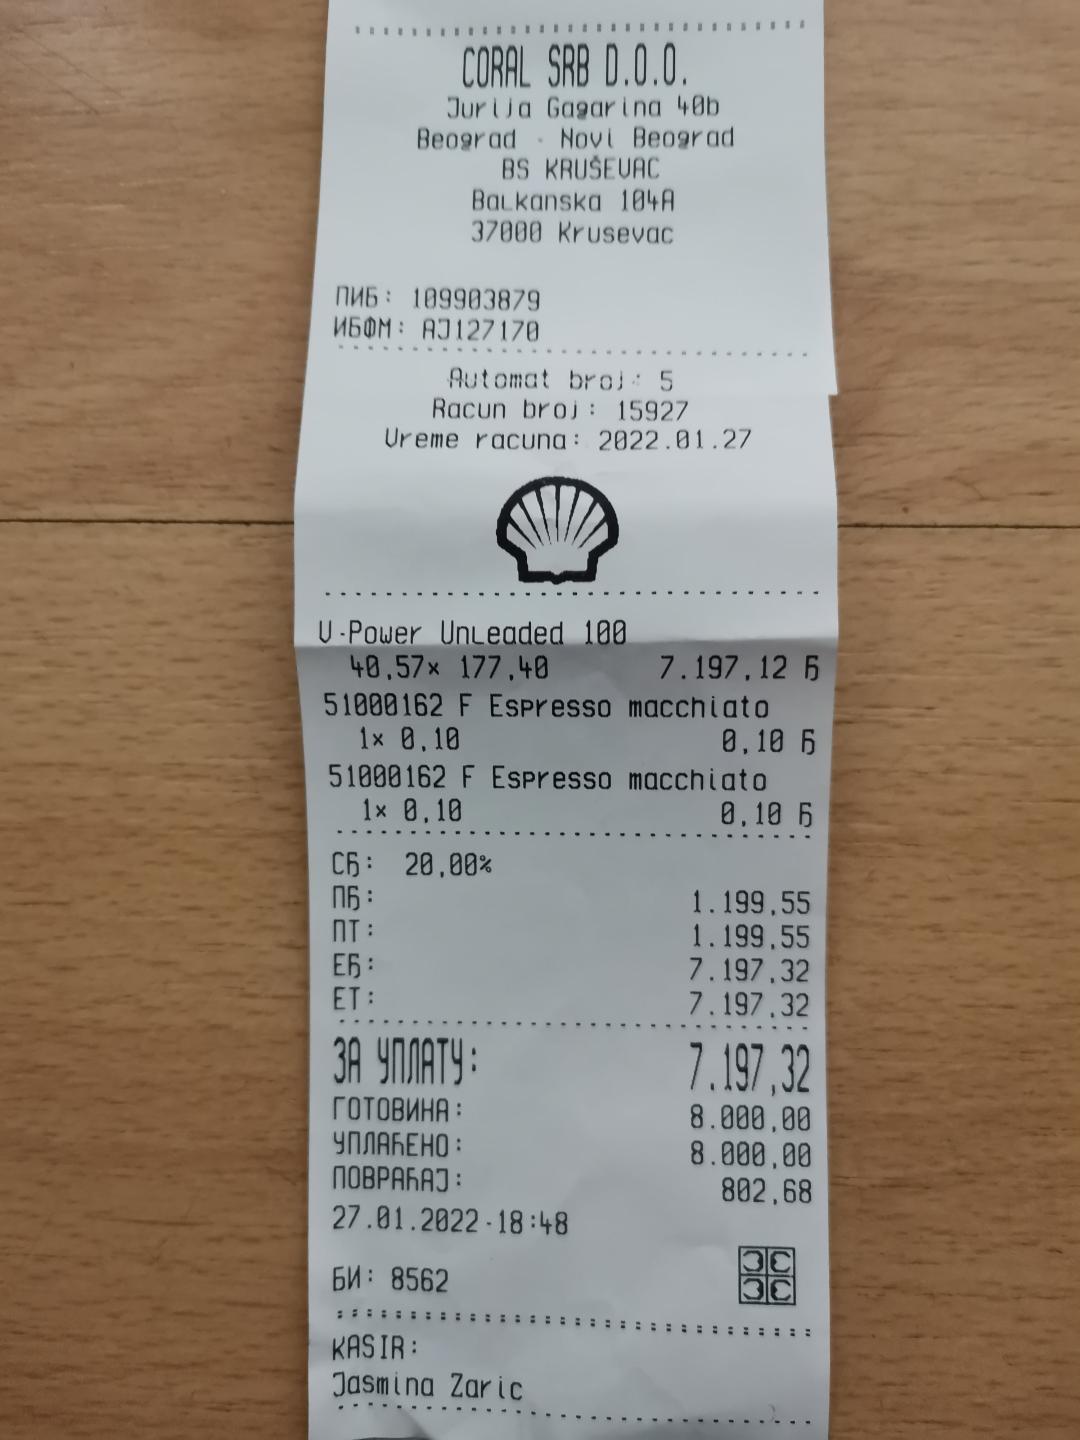 CORAL SRB D.O.O.
Jurija Gagarina 40b
Beograd - Novi Beograd
BS KRUŠEVAC
Balkanska 104A
37000 Krusevac
ПИБ: 109903879
ИБФМ: AJ127170
Automat broj: 5
Racun broj: 15927
Vreme racuna: 2022.01.27
V-Power Unleaded 100
40,57x 177,40 7.197,12 Ђ
51000162 F Espresso macchiato
1x 0,10 0,10 Ђ
51000162 F Espresso macchiato
1x 0,10 0,10 Ђ
СЂ: 20,00%
ПЂ: 1.199,55
ПТ: 1.199,55
ЕЂ: 7.197,32
ЕТ: 7.197,32
ЗА УПЛАТУ: 7.197,32
ГОТОВИНА: 8.000,00
УПЛАЋЕНО: 8.000,00
ПОВРАЋАЈ: 802,68
27.01.2022-18:48
БИ: 8562
KASIR:
Jasmina Zaric